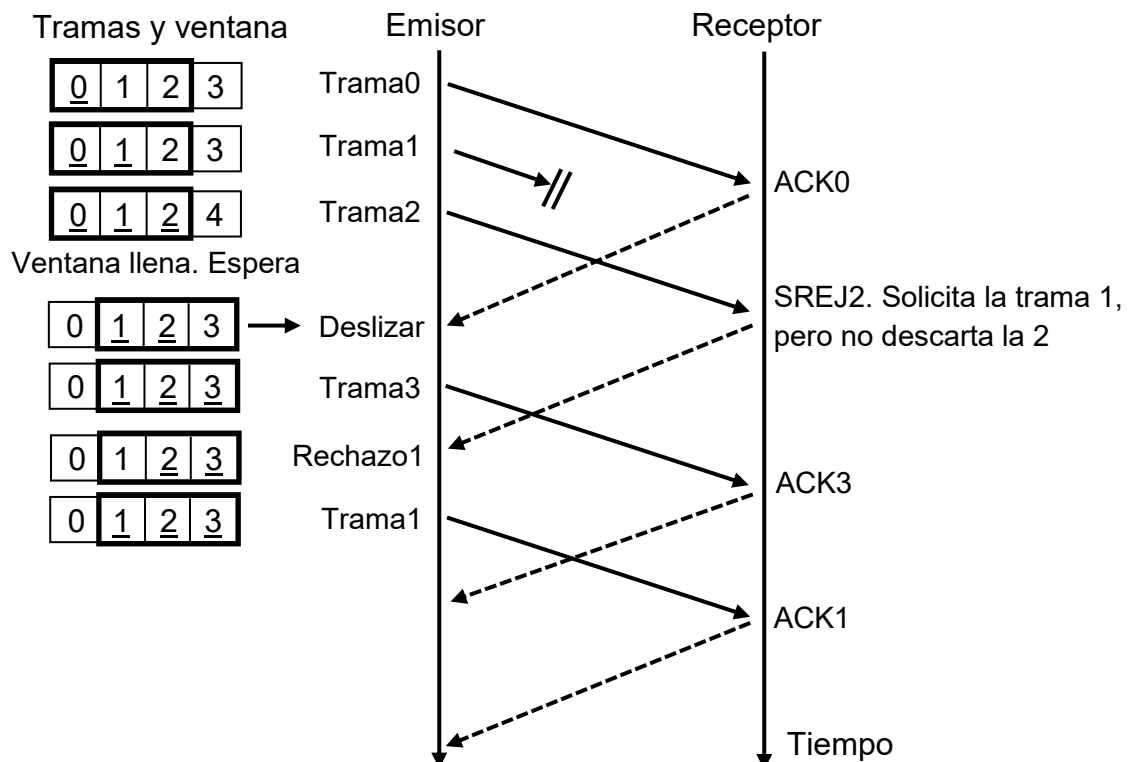 Tramas y ventana
Emisor
Receptor
0 1 2 3
Trama0
0 1 2 3
Trama1
ACK0
0 1 2 4
Trama2
Ventana llena. Espera
SREJ2. Solicita la trama 1,
pero no descarta la 2
0 1 2 3
Deslizar
0 1 2 3
Trama3
0 1 2 3
Rechazo1
ACK3
0 1 2 3
Trama1
ACK1
Tiempo